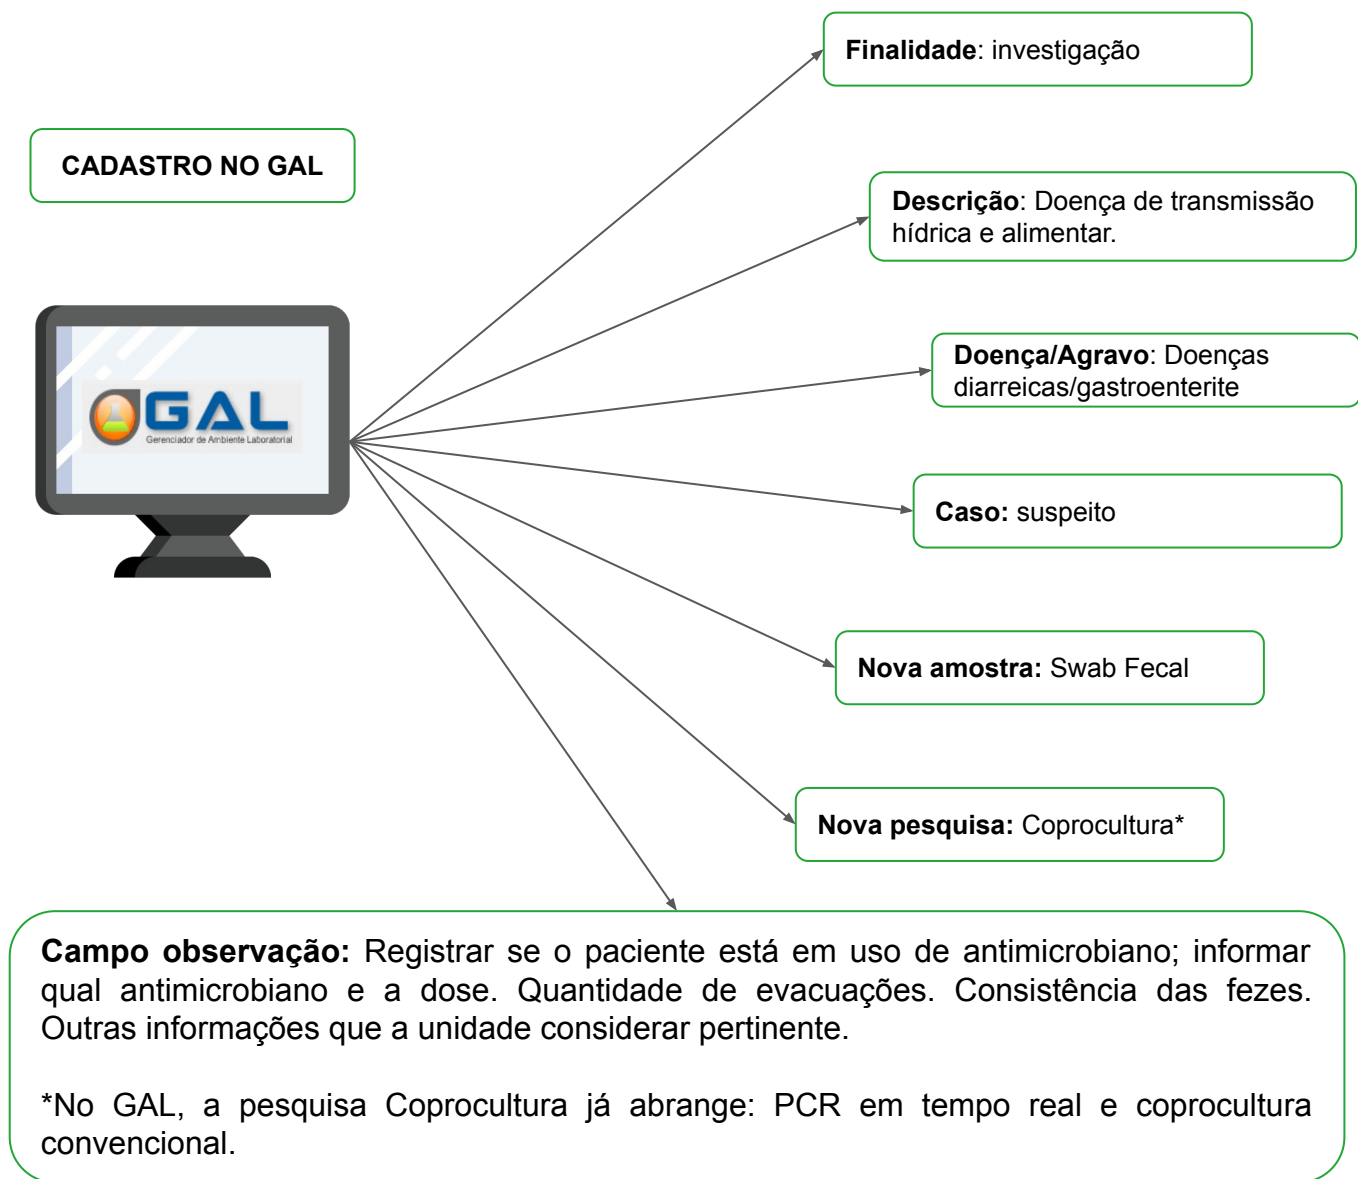 Finalidade: investigação
CADASTRO NO GAL
Descrição: Doença de transmissão
hídrica e alimentar.
GAL
Gerenciador de Ambiente Laboratorial
Doença/Agravo: Doenças
diarreicas/gastroenterite
Caso: suspeito
Nova amostra: Swab Fecal
Nova pesquisa: Coprocultura*
Campo observação: Registrar se o paciente está em uso de antimicrobiano; informar
qual antimicrobiano e a dose. Quantidade de evacuações. Consistência das fezes.
Outras informações que a unidade considerar pertinente.
*No GAL, a pesquisa Coprocultura já abrange: PCR em tempo real e coprocultura
convencional.